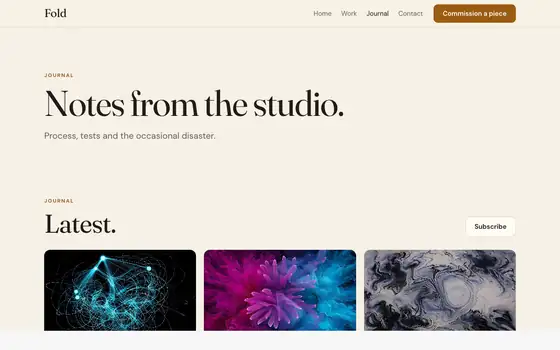 Fold
Home Work Journal Contact Commission a piece
JOURNAL
Notes from the studio.
Process, tests and the occasional disaster.
JOURNAL
Latest.
Subscribe